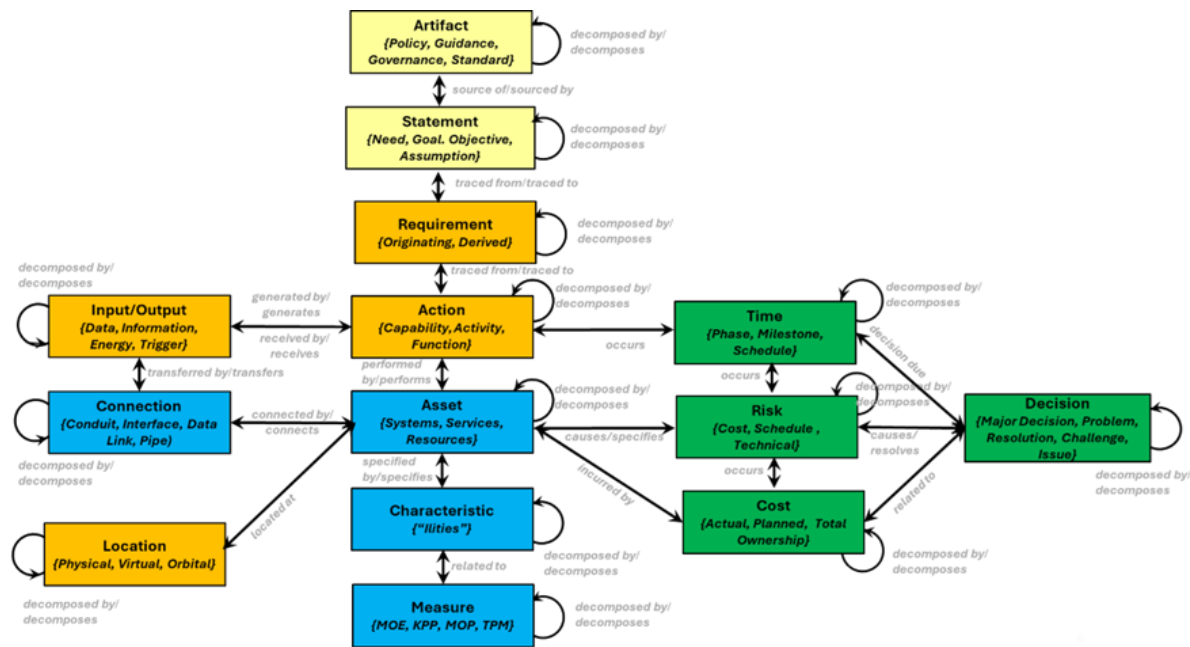 Artifact
{Policy, Guidance,
Governance, Standard}
decomposed by/
decomposes
source of/sourced by
Statement
{Need, Goal. Objective,
Assumption}
decomposed by/
decomposes
traced from/traced to
Requirement
{Originating, Derived}
decomposed by/
decomposes
traced from/traced to
decomposed by/
decomposes
Input/Output
{Data, Information,
Energy, Trigger}
generated by/
generates
received by/
receives
Action
{Capability, Activity,
Function}
decomposed by/
decomposes
occurs
Time
{Phase, Milestone,
Schedule}
decomposed by/
decomposes
decision due
transferred by/transfers
performed
by/performs
occurs
Connection
{Conduit, Interface, Data
Link, Pipe)
decomposed by/
decomposes
connected by/
connects
Asset
{Systems, Services,
Resources}
decomposed by/
decomposes
causes/specifies
Risk
{Cost, Schedule ,
Technical}
decomposed by/
decomposes
causes/
resolves
Decision
{Major Decision, Problem,
Resolution, Challenge,
Issue}
decomposed by/
decomposes
specified
by/specifies
incurred by
occurs
related to
located at
Characteristic
{“Ilities”}
decomposed by/
decomposes
Cost
{Actual, Planned, Total
Ownership}
decomposed by/
decomposes
Location
{Physical, Virtual, Orbital}
decomposed by/
decomposes
related to
Measure
{MOE, KPP, MOP, TPM}
decomposed by/
decomposes